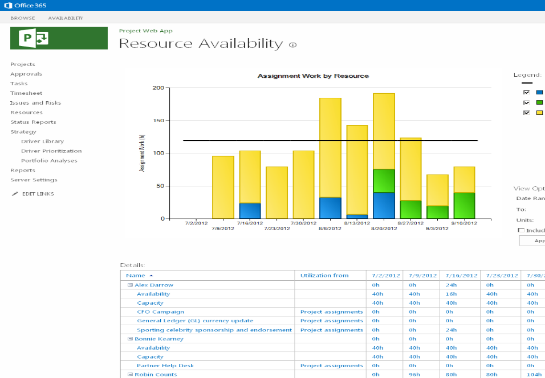 Office 365
BROWSE AVAILABILITY
Project Web App
Resource Availability
Projects
Approvals
Tasks
Timesheet
Issues and Risks
Resources
Status Reports
Strategy
Driver Library
Driver Prioritization
Portfolio Analyses
Reports
Server Settings
EDIT LINKS
Assignment Work by Resource
Assignment Work(h)
200
150
100
50
0
7/2/2012 7/9/2012 7/16/2012 7/23/2012 7/30/2012 8/6/2012 8/13/2012 8/20/2012 8/27/2012 9/3/2012 9/10/2012
Legend:
View Opt
Date Ran
To:
Units:
Includ
App
Details:
Name Utilization from 7/2/2012 7/9/2012 7/16/2012 7/23/2012 7/30/
Alex Darrow 0h 0h 24h 0h 0h
Availability 40h 40h 16h 40h 40h
Capacity 40h 40h 40h 40h 40h
CFO Campaign Project assignments 0h 0h 0h 0h 0h
General Ledger (GL) currency update Project assignments 0h 0h 0h 0h 0h
Sporting celebrity sponsorship and endorsement Project assignments 0h 0h 24h 0h 0h
Bonnie Kearney 0h 0h 0h 0h 0h
Availability 40h 40h 40h 40h 40h
Capacity 40h 40h 40h 40h 40h
Partner Help Desk Project assignments 0h 0h 0h 0h 0h
Robin Counts 0h 96h 80h 80h 104h